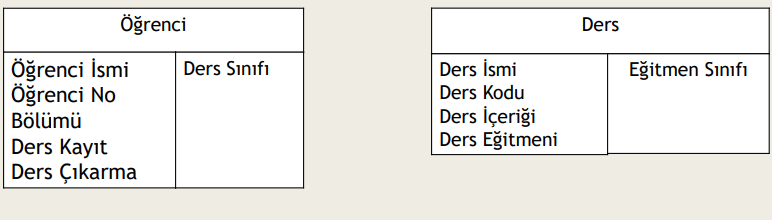 Öğrenci
Öğrenci İsmi
Öğrenci No
Bölümü
Ders Kayıt
Ders Çıkarma
Ders Sınıfı
Ders
Ders İsmi
Ders Kodu
Ders İçeriği
Ders Eğitmeni
Eğitmen Sınıfı